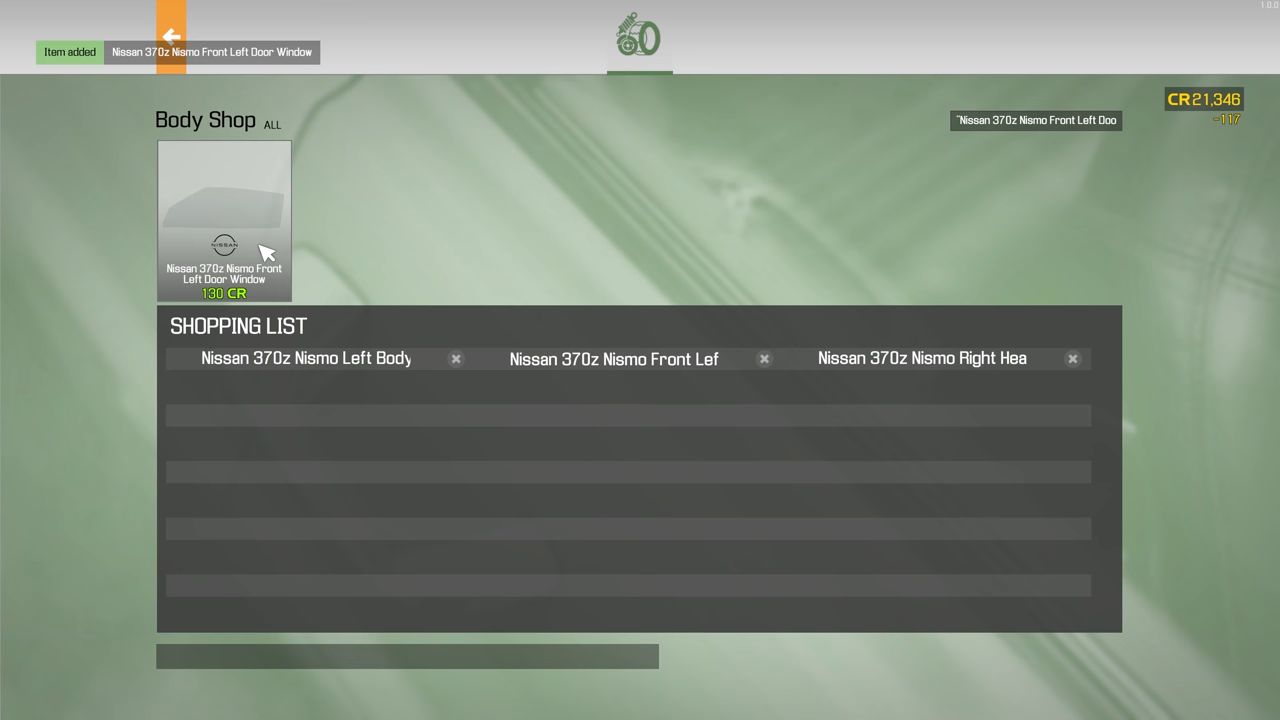 1.0.0
Item added Nissan 370z Nismo Front Left Door Window
CR 21,346
-117
Body Shop ALL
"Nissan 370z Nismo Front Left Doo
NISSAN
Nissan 370z Nismo Front
Left Door Window
130 CR
SHOPPING LIST
Nissan 370z Nismo Left Body
Nissan 370z Nismo Front Lef
Nissan 370z Nismo Right Hea